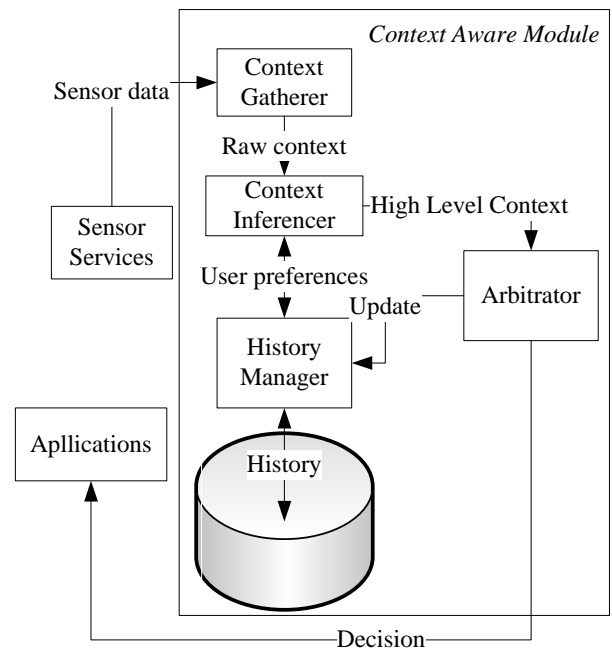 Context Aware Module
Context
Gatherer
Sensor data
Raw context
Context
Inferencer
High Level Context
Sensor
Services
User preferences
Arbitrator
Update
History
Manager
Apllications
History
Decision